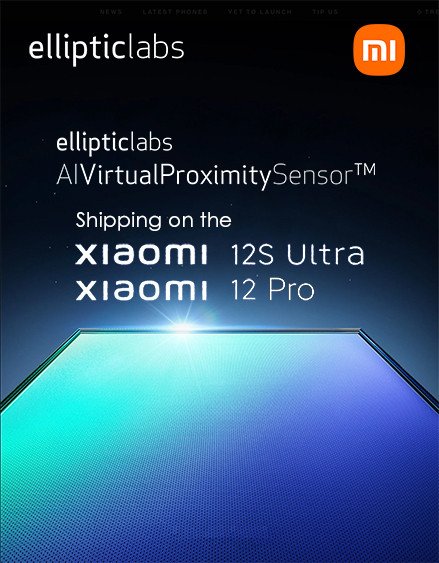 NEWS LATEST PHONES YET TO LAUNCH TIP US
ellipticlabs
mi
ellipticlabs
AIVirtualProximitySensor™
Shipping on the
xiaomi 12S Ultra
xiaomi 12 Pro